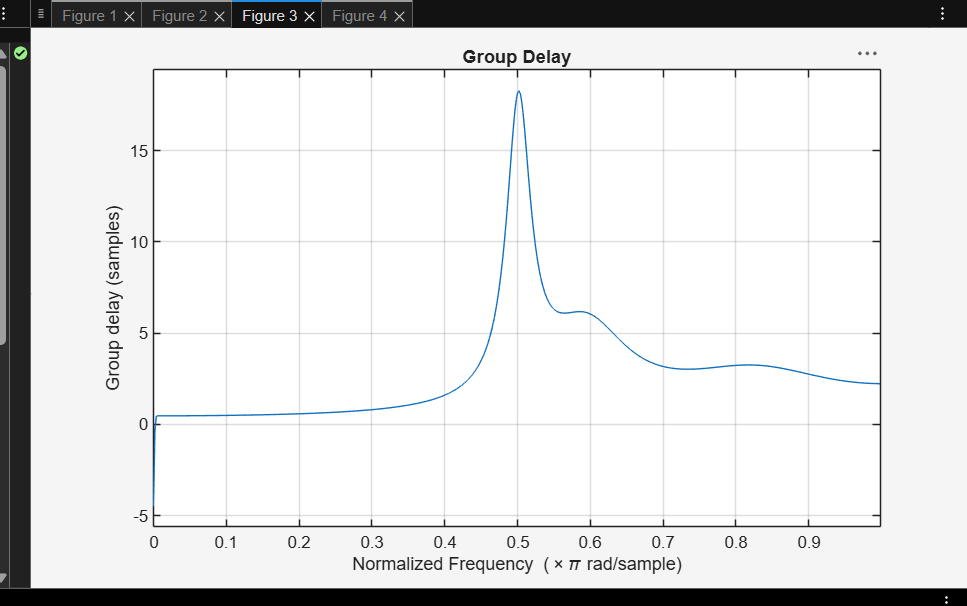 Figure 1 × Figure 2 × Figure 3 × Figure 4 ×
Group Delay
Group delay (samples)
15
10
5
0
-5
0 0.1 0.2 0.3 0.4 0.5 0.6 0.7 0.8 0.9
Normalized Frequency ( × π rad/sample)